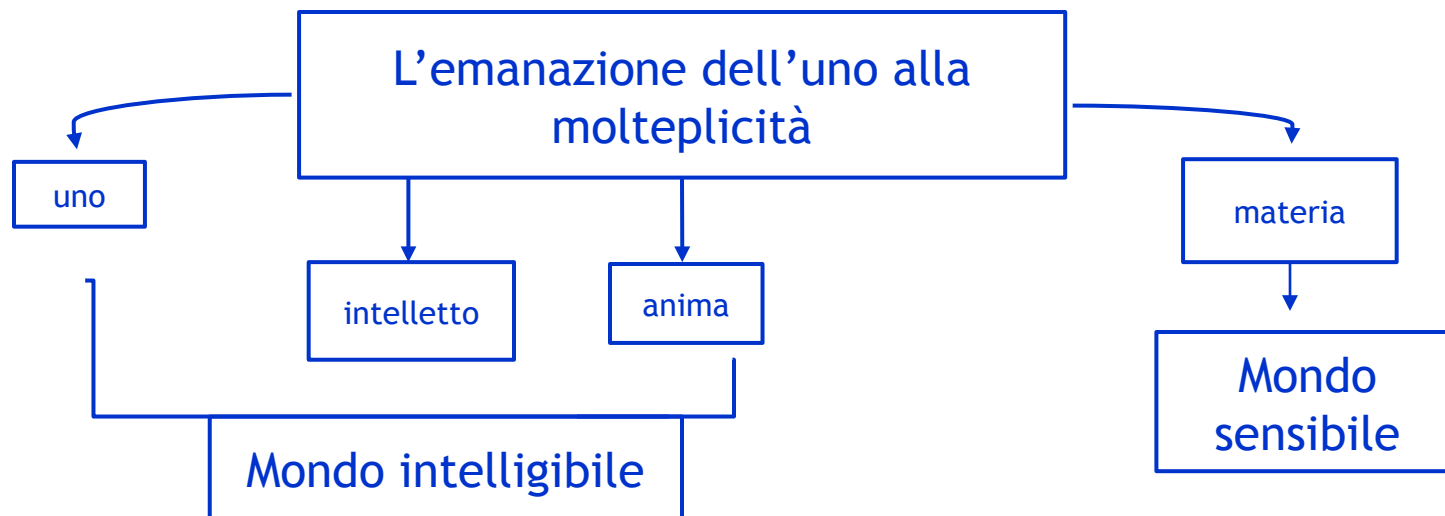 L’emanazione dell’uno alla
molteplicità
uno
intelletto
anima
materia
Mondo intelligibile
Mondo
sensibile